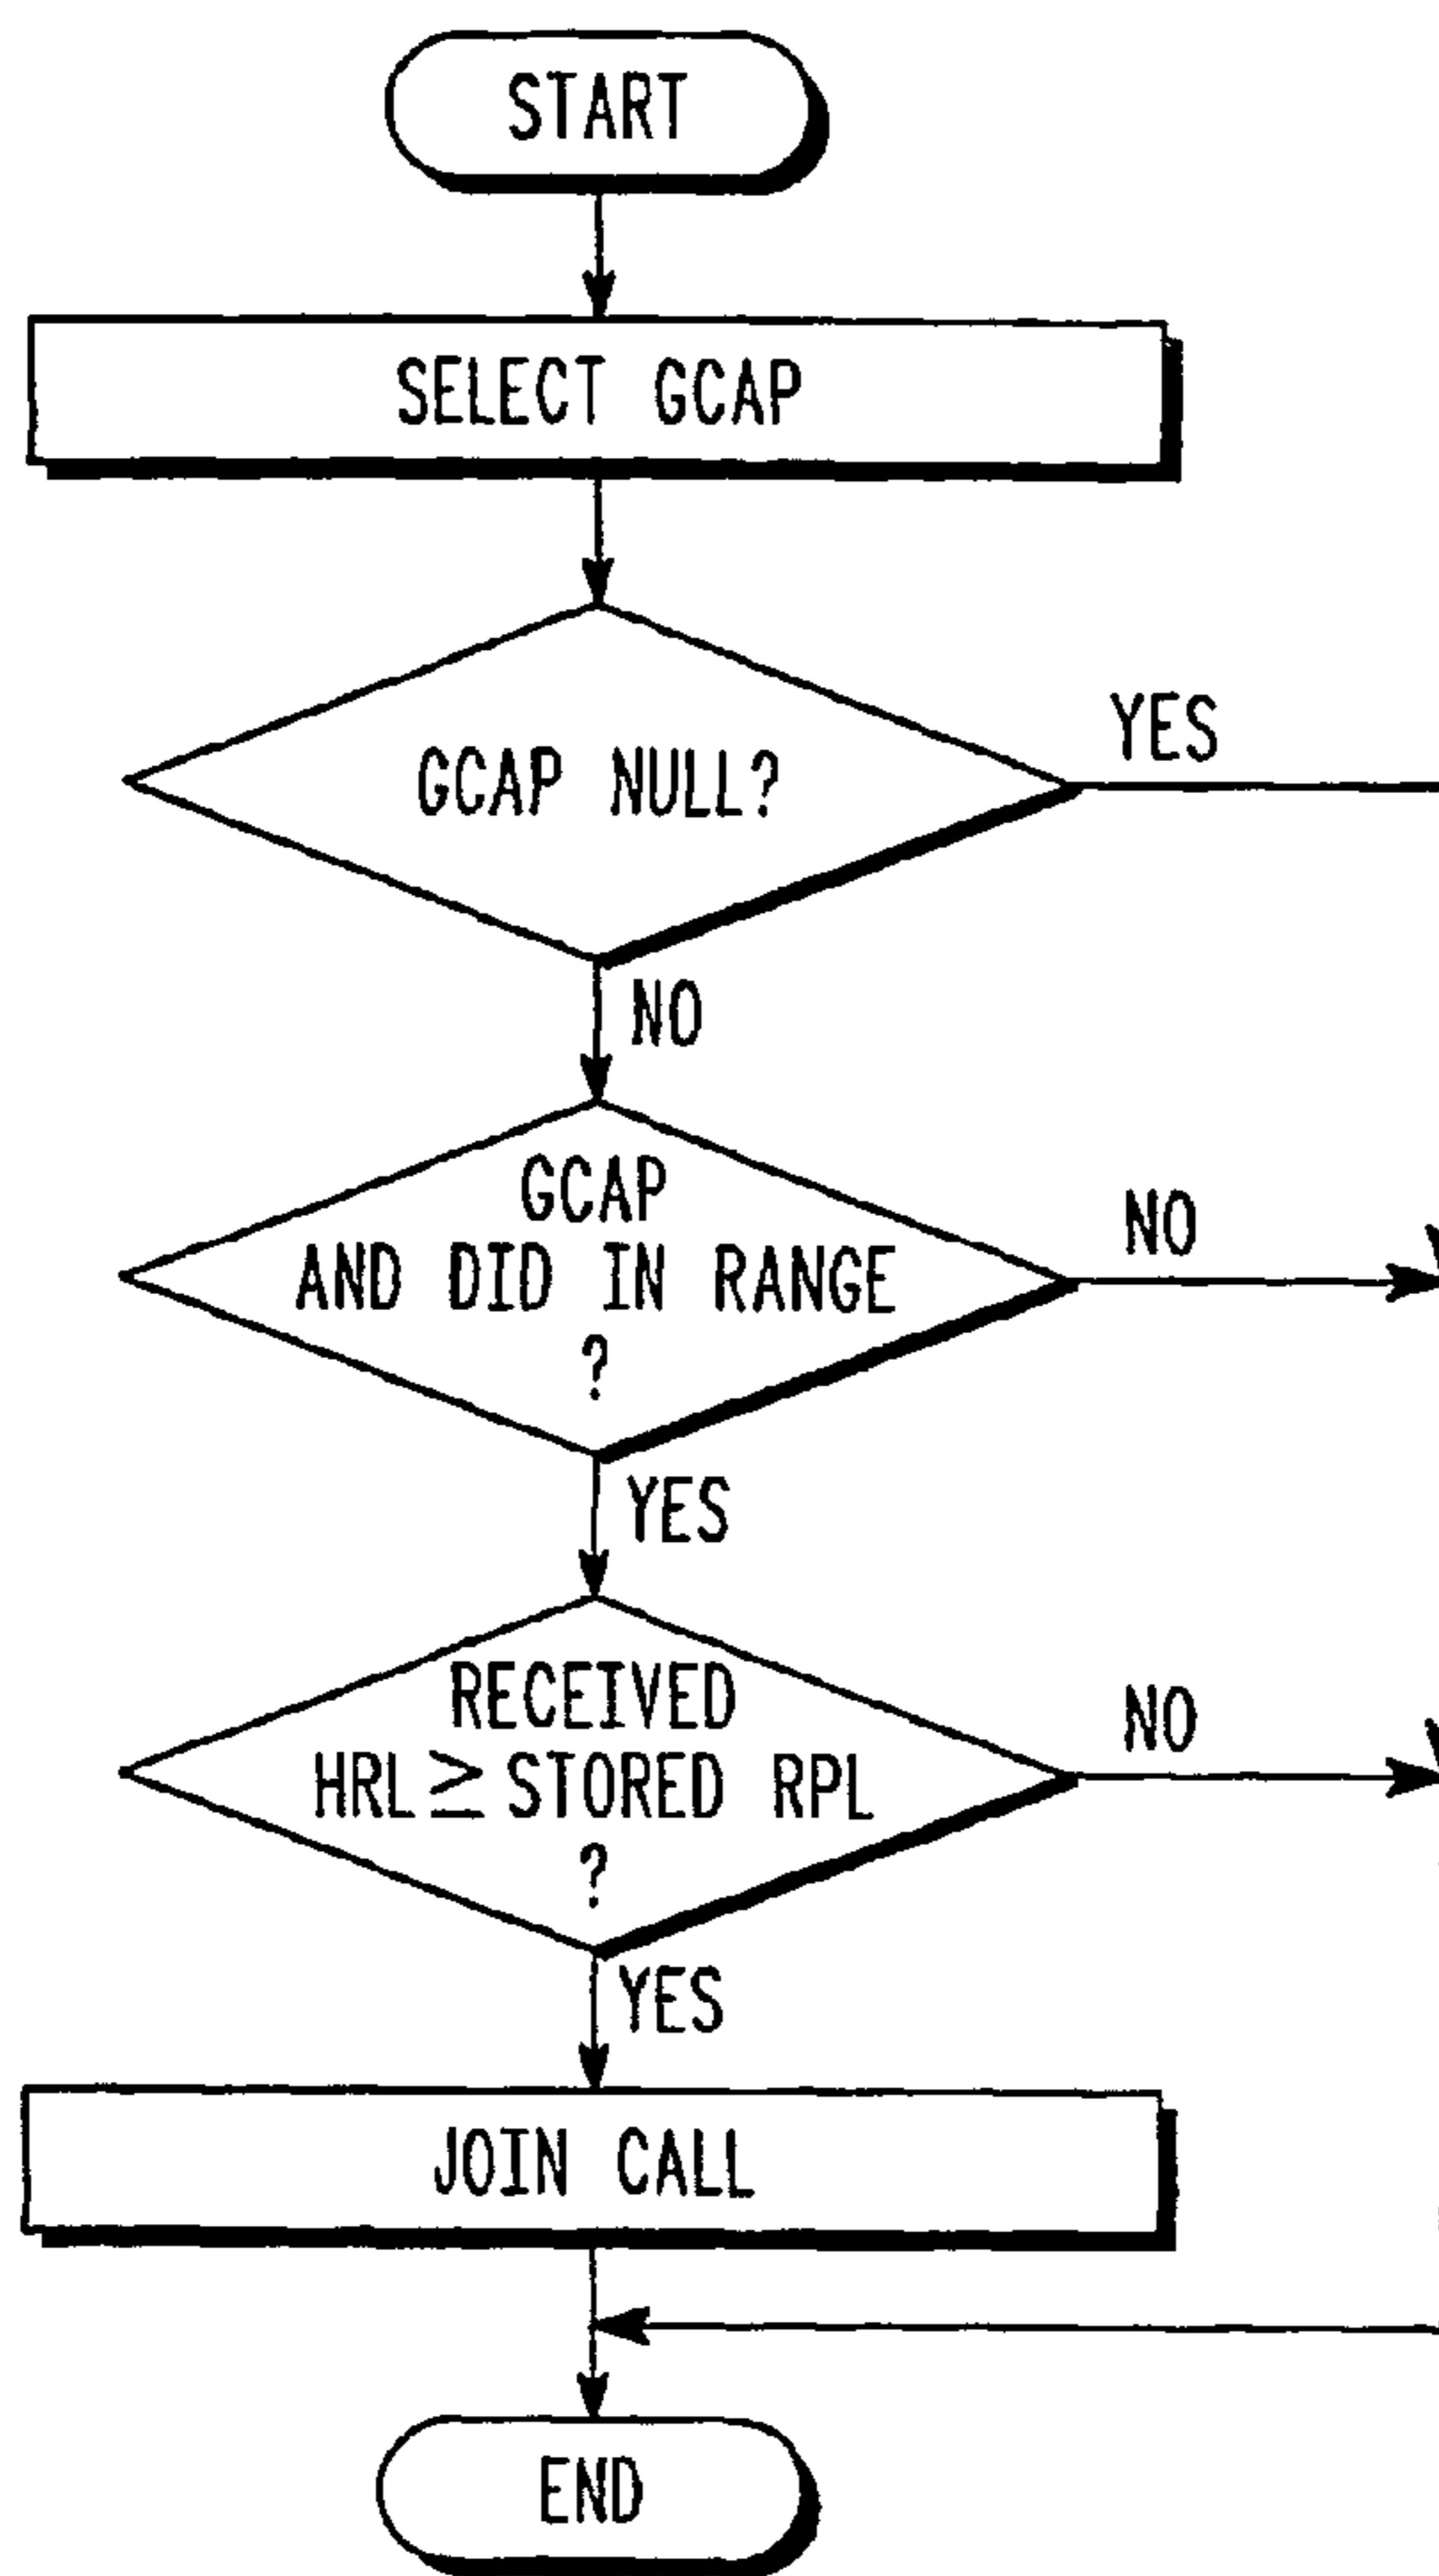 START
SELECT GCAP
GCAP NULL?
YES
NO
GCAP
AND DID IN RANGE
?
NO
YES
RECEIVED
HRL≥STORED RPL
?
NO
YES
JOIN CALL
END